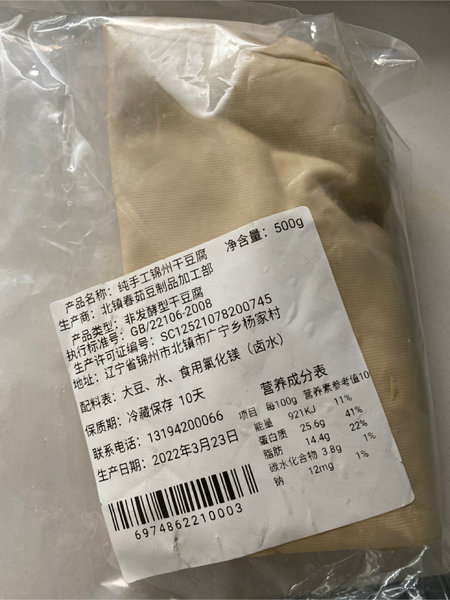 产品名称：纯手工锦州干豆腐
净含量：500g
生产商：北镇春茹豆制品加工部
产品类型：非发酵型干豆腐
执行标准号：GB/22106-2008
生产许可证编号：SC12521078200745
地址：辽宁省锦州市北镇市广宁乡杨家村
配料表：大豆、水、食用氯化镁（卤水）
保质期：冷藏保存 10天
联系电话：13194200066
生产日期：2022年3月23日
营养成分表
项目 每100g 营养素参考值100
能量 921KJ 11%
蛋白质 25.6g 41%
脂肪 14.4g 22%
碳水化合物 3.8g 1%
钠 12mg 1%
6974862210003